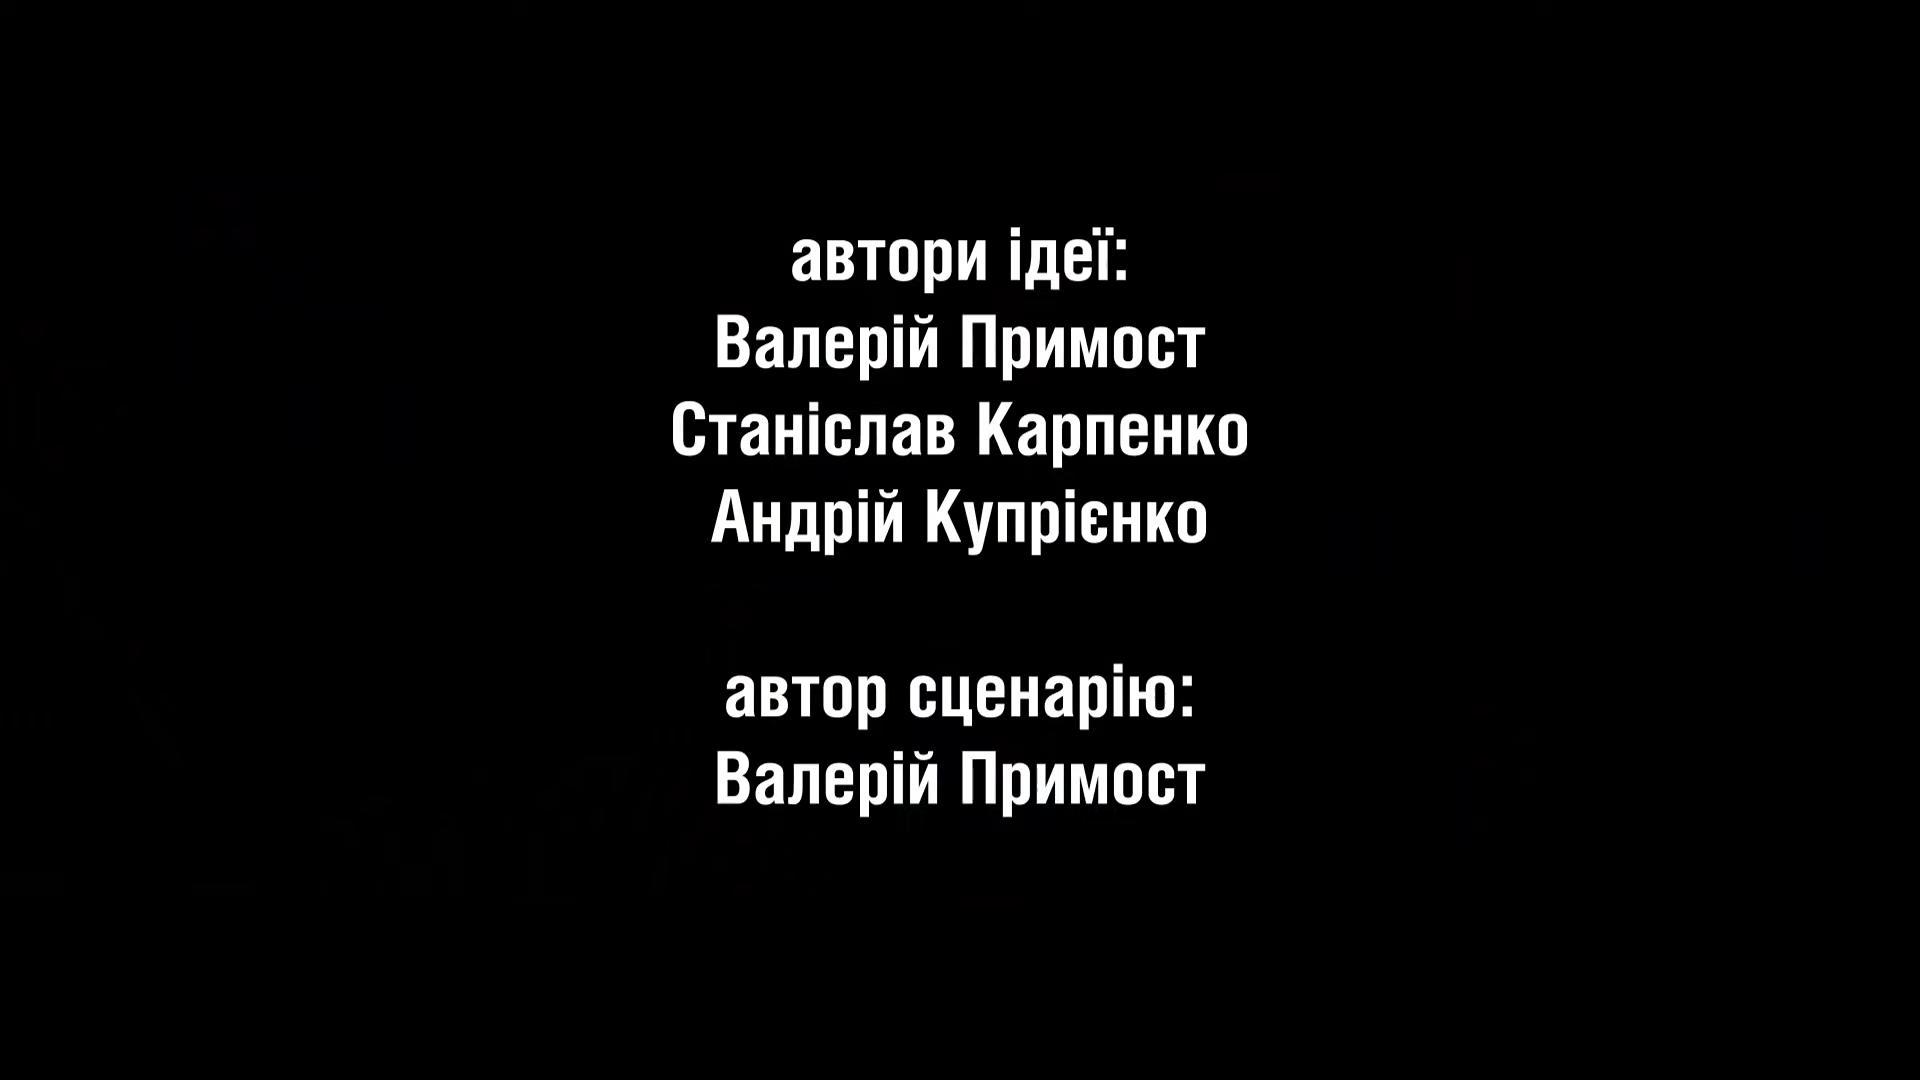 автори ідеї:
Валерій Примост
Станіслав Карпенко
Андрій Купрієнко
автор сценарію:
Валерій Примост